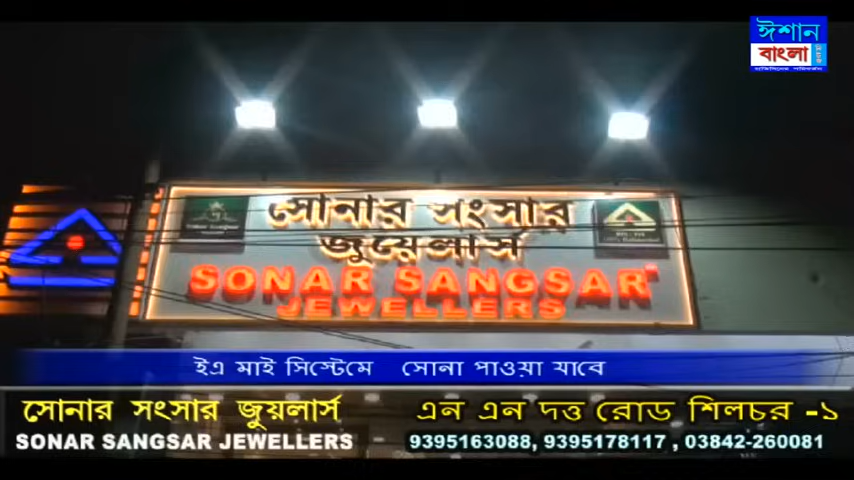 ঈশান
বাংলা
সোনার সংসার
জুয়েলার্স
SONAR SANGSAR
JEWELLERS
ইএ মাই সিস্টেমে সোনা পাওয়া যাবে
সোনার সংসার জুয়লার্স এন এন দত্ত রোড শিলচর -১
SONAR SANGSAR JEWELLERS 9395163088, 9395178117 , 03842-260081